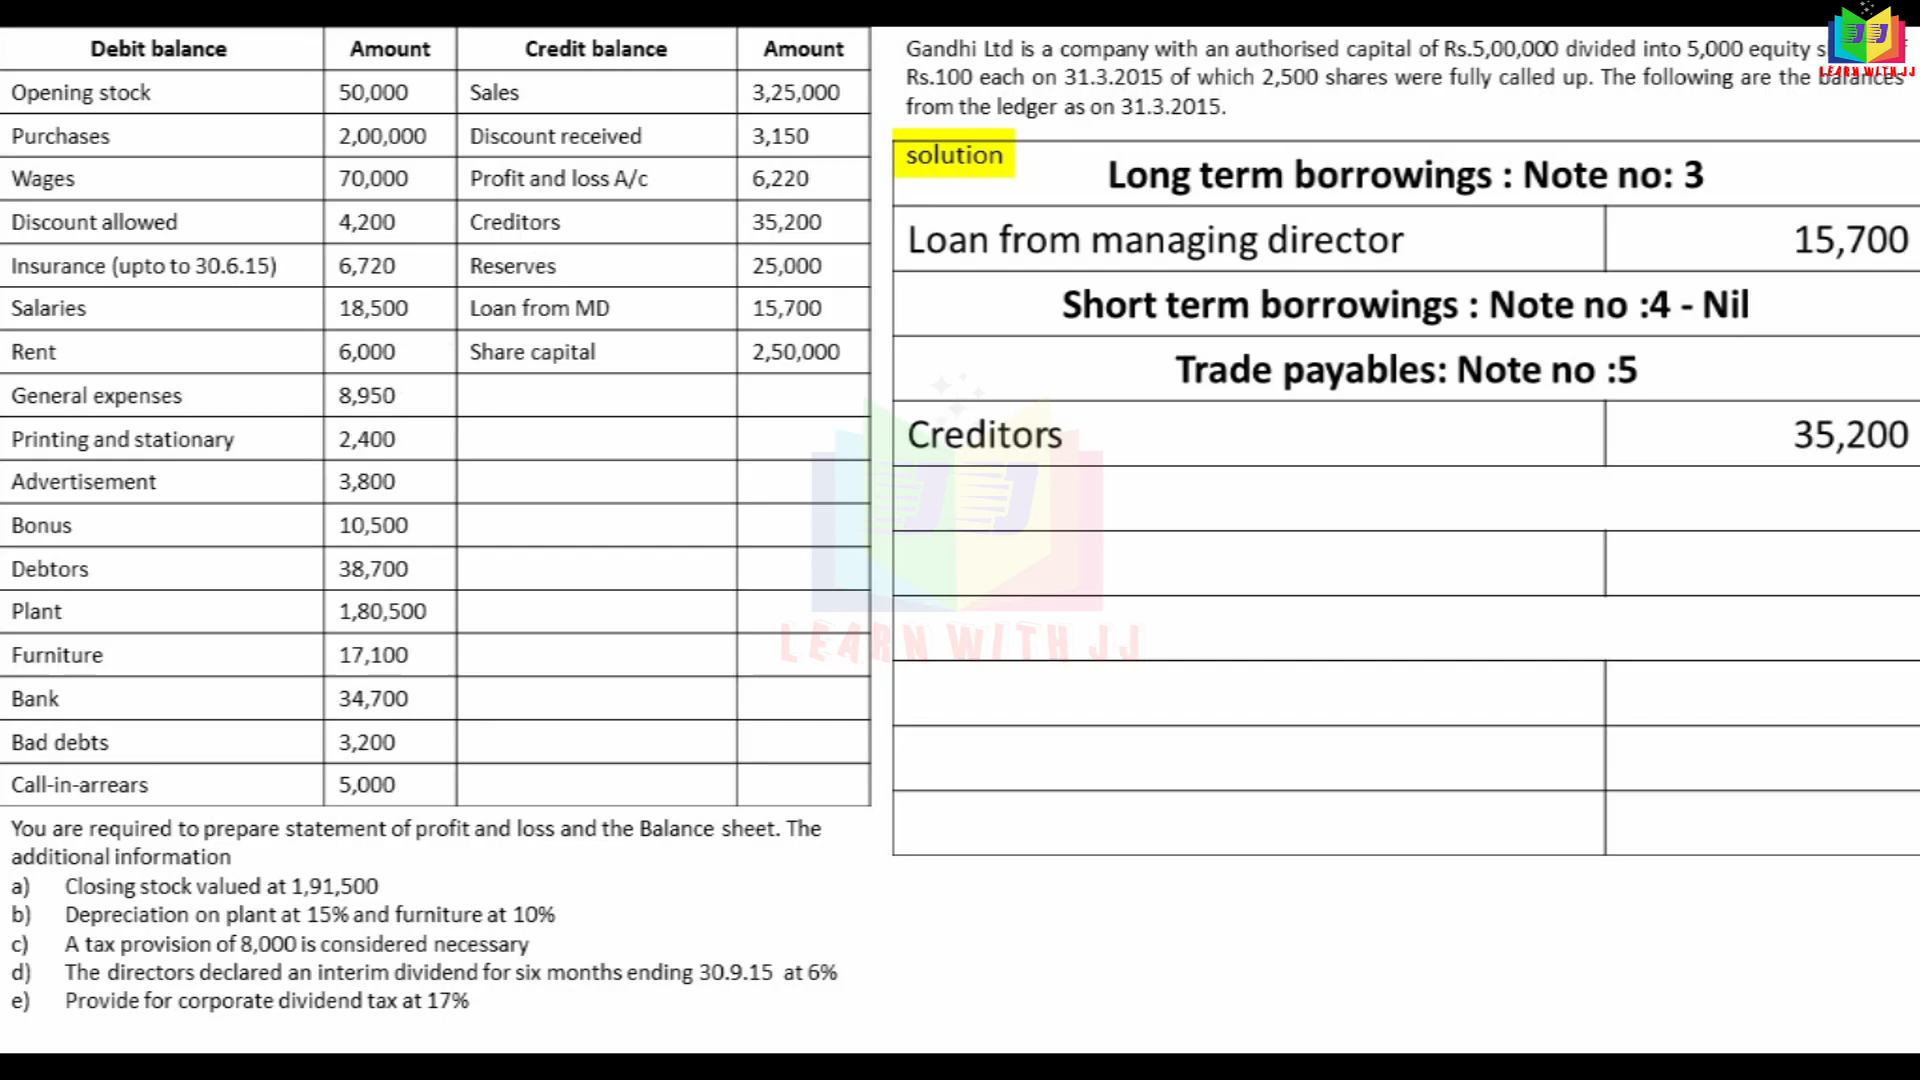 Debit balance Amount Credit balance Amount
Opening stock 50,000 Sales 3,25,000
Purchases 2,00,000 Discount received 3,150
Wages 70,000 Profit and loss A/c 6,220
Discount allowed 4,200 Creditors 35,200
Insurance (upto to 30.6.15) 6,720 Reserves 25,000
Salaries 18,500 Loan from MD 15,700
Rent 6,000 Share capital 2,50,000
General expenses 8,950
Printing and stationary 2,400
Advertisement 3,800
Bonus 10,500
Debtors 38,700
Plant 1,80,500
Furniture 17,100
Bank 34,700
Bad debts 3,200
Call-in-arrears 5,000
You are required to prepare statement of profit and loss and the Balance sheet. The
additional information
a) Closing stock valued at 1,91,500
b) Depreciation on plant at 15% and furniture at 10%
c) A tax provision of 8,000 is considered necessary
d) The directors declared an interim dividend for six months ending 30.9.15 at 6%
e) Provide for corporate dividend tax at 17%
Gandhi Ltd is a company with an authorised capital of Rs.5,00,000 divided into 5,000 equity
Rs.100 each on 31.3.2015 of which 2,500 shares were fully called up. The following are the balances
from the ledger as on 31.3.2015.
solution
Long term borrowings : Note no: 3
Loan from managing director 15,700
Short term borrowings : Note no :4 - Nil
Trade payables: Note no :5
Creditors 35,200
JJ
LEARN WITH JJ
JJ
LEARN WITH JJ